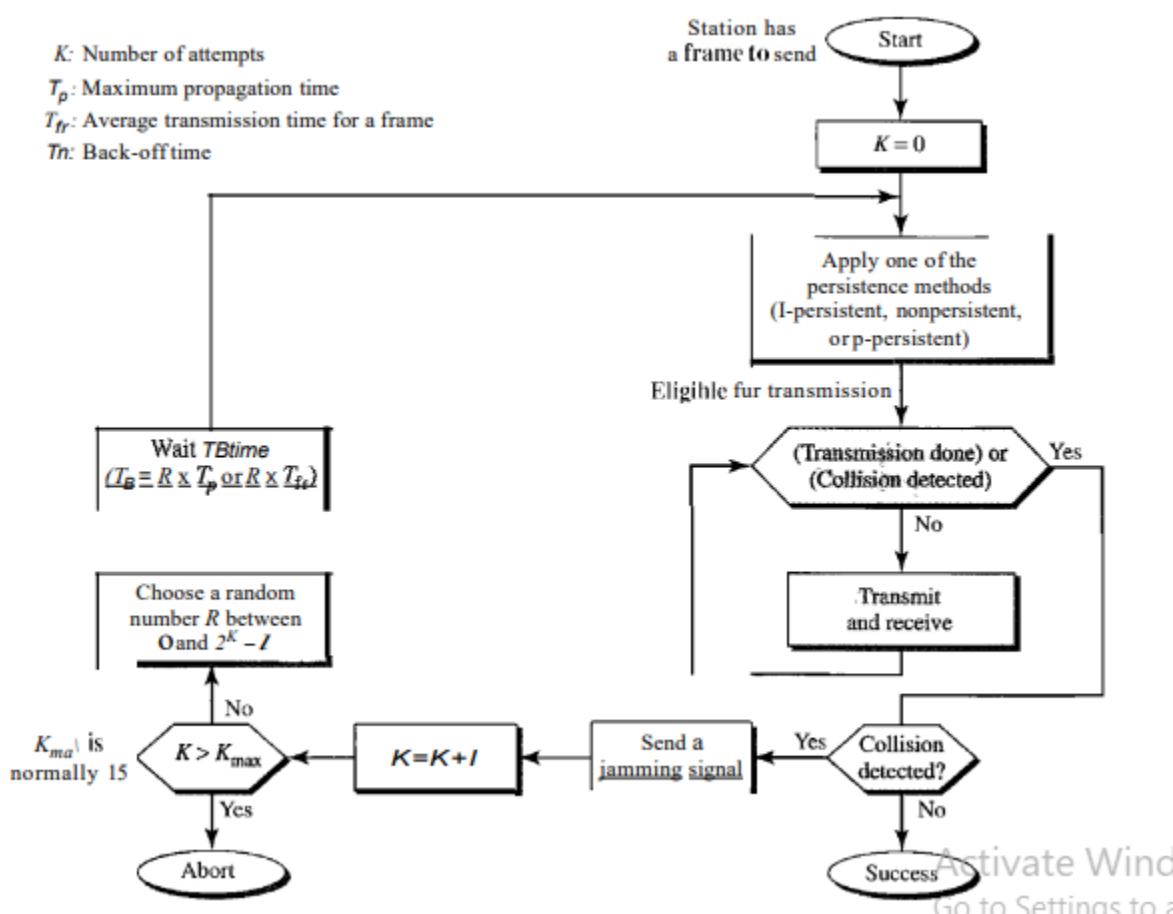 K: Number of attempts
Tp: Maximum propagation time
Tfr: Average transmission time for a frame
Tn: Back-off time
Station has
a frame to send
Start
K = 0
Apply one of the
persistence methods
(I-persistent, nonpersistent,
or p-persistent)
Eligible fur transmission
(Transmission done) or
(Collision detected)
Yes
No
Transmit
and receive
Wait TBtime
(TB = R x Tp or R x Tfr)
Choose a random
number R between
0 and 2^K - I
No
Kma\ is
normally 15
K > Kmax
K=K+I
Send a
jamming signal
Yes
Collision
detected?
Yes
No
Abort
Success
Activate Wind
Go to Settings to a